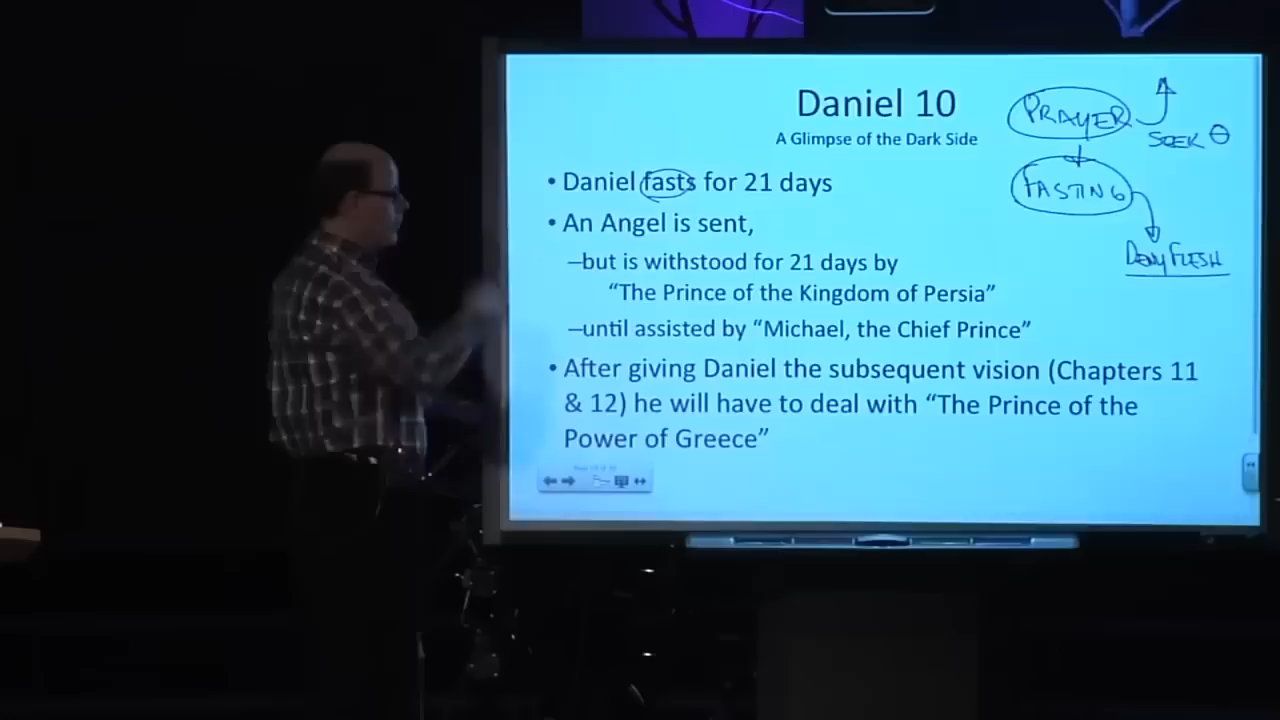 Daniel 10
A Glimpse of the Dark Side
• Daniel fasts for 21 days
• An Angel is sent,
–but is withstood for 21 days by
“The Prince of the Kingdom of Persia”
–until assisted by “Michael, the Chief Prince”
• After giving Daniel the subsequent vision (Chapters 11
& 12) he will have to deal with “The Prince of the
Power of Greece”
PRAYER
SEEK Θ
FASTING
DENY FLESH